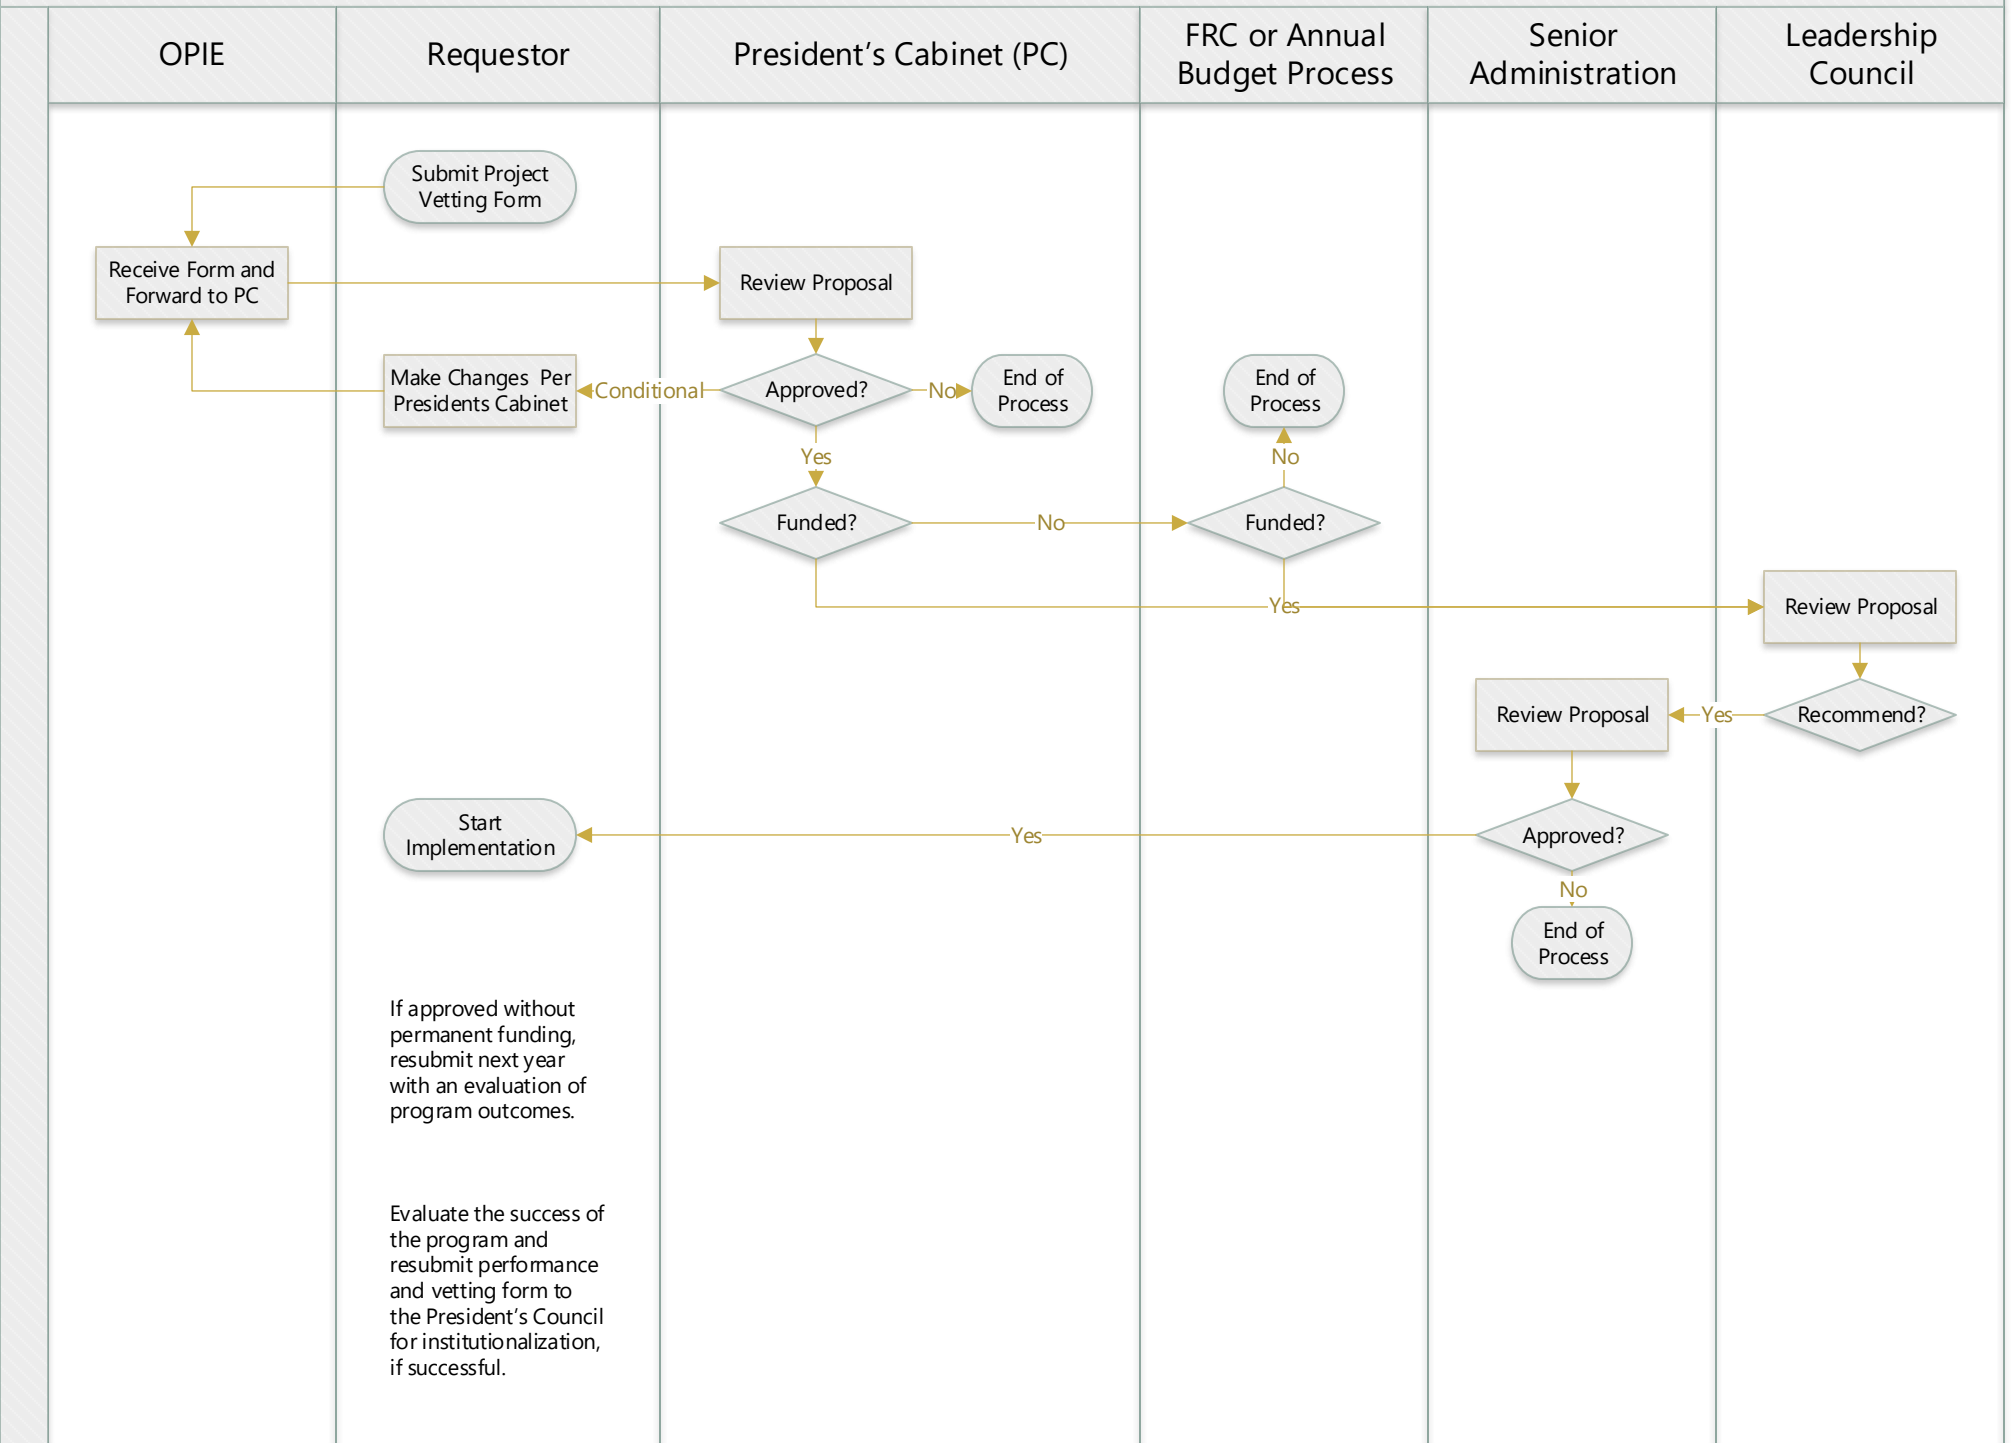 OPIE
Requestor
President's Cabinet (PC)
FRC or Annual
Budget Process
Senior
Administration
Leadership
Council
Submit Project
Vetting Form
Receive Form and
Forward to PC
Review Proposal
Make Changes Per
Presidents Cabinet
Conditional
Approved?
No
End of
Process
End of
Process
Yes
No
Funded?
No
Funded?
Yes
Review Proposal
Review Proposal
Yes
Recommend?
Start
Implementation
Yes
Approved?
No
End of
Process
If approved without
permanent funding,
resubmit next year
with an evaluation of
program outcomes.
Evaluate the success of
the program and
resubmit performance
and vetting form to
the President's Council
for institutionalization,
if successful.